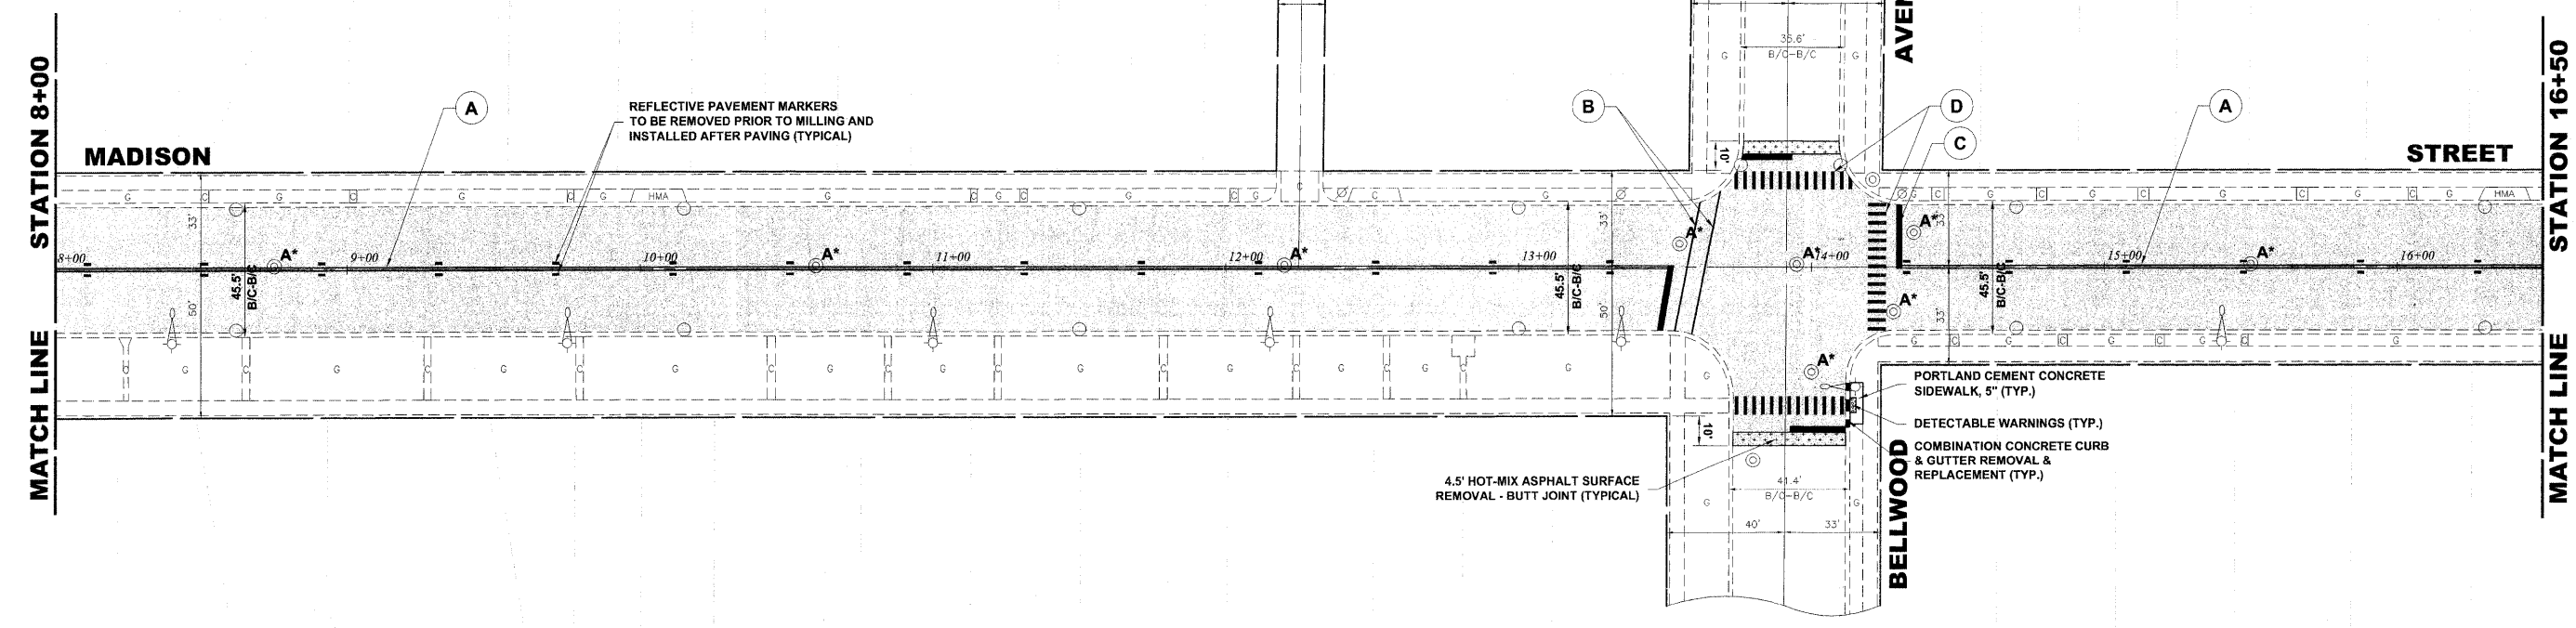 STATION 8+00
MATCH LINE
MADISON
A
REFLECTIVE PAVEMENT MARKERS
TO BE REMOVED PRIOR TO MILLING AND
INSTALLED AFTER PAVING (TYPICAL)
B
36.6'
B/C-B/C
G
G
AVEN
D
C
A
STREET
STATION 16+50
MATCH LINE
10'
G
C
G
C
G
C
G
HMA
G
C
G
C
G
C
G
C
C
G
G
C
G
C
G
C
G
C
G
C
G
HMA
33'
33'
33'
8+00
A*
9+00
10+00
A*
11+00
12+00
A*
13+00
A*
A*
14+00
A*
15+00
A*
16+00
45.5'
B/C-B/C
50'
45.5'
B/C-B/C
50'
A*
45.5'
B/C-B/C
33'
C
G
C
G
C
G
C
G
C
G
C
G
C
G
C
G
C
G
C
G
C
G
G
A*
G
C
G
C
G
C
G
C
G
PORTLAND CEMENT CONCRETE
SIDEWALK, 5" (TYP.)
DETECTABLE WARNINGS (TYP.)
COMBINATION CONCRETE CURB
& GUTTER REMOVAL &
REPLACEMENT (TYP.)
10'
4.5' HOT-MIX ASPHALT SURFACE
REMOVAL - BUTT JOINT (TYPICAL)
41.4'
B/C-B/C
G
G
40'
33'
BELLWOOD